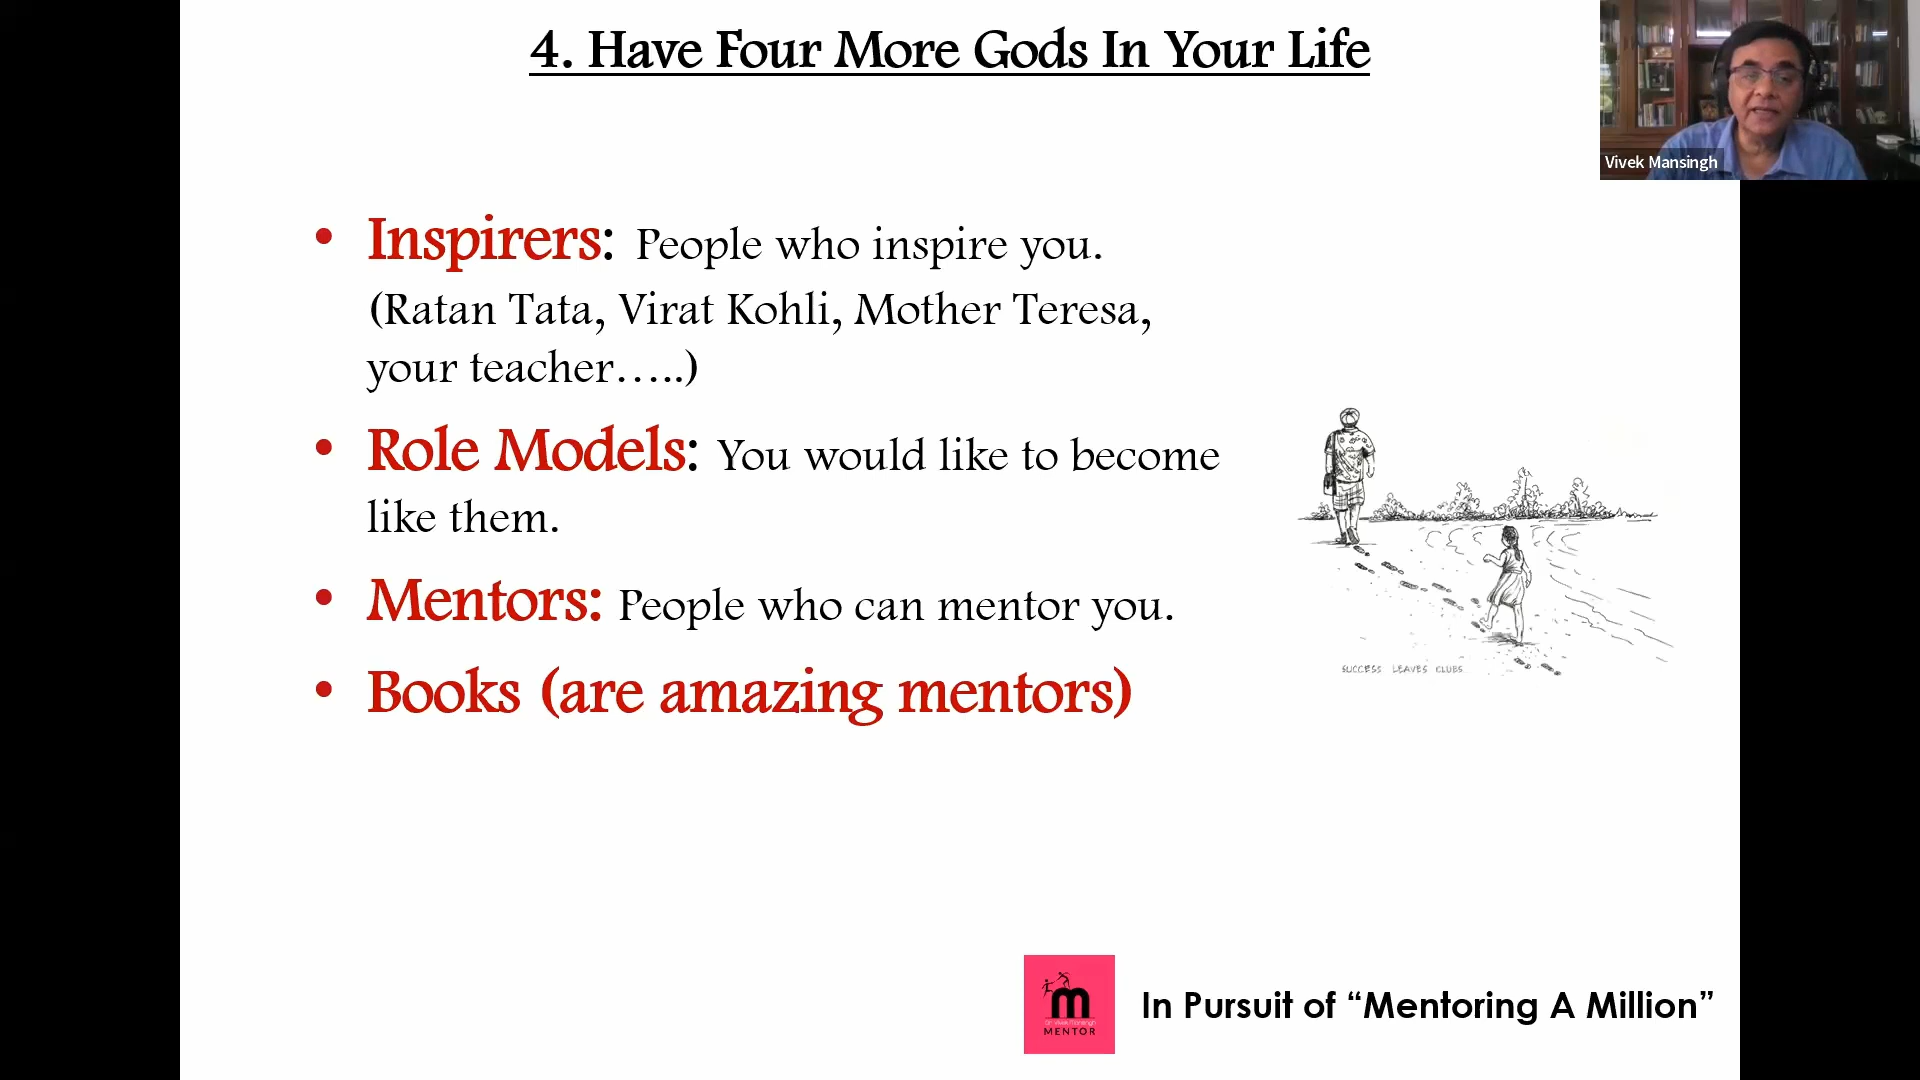 4. Have Four More Gods In Your Life
Vivek Mansingh
• Inspirers: People who inspire you.
(Ratan Tata, Virat Kohli, Mother Teresa,
your teacher…..)
• Role Models: You would like to become
like them.
• Mentors: People who can mentor you.
• Books (are amazing mentors)
SUCCESS LEAVES CLUES
m
MENTOR
In Pursuit of “Mentoring A Million”